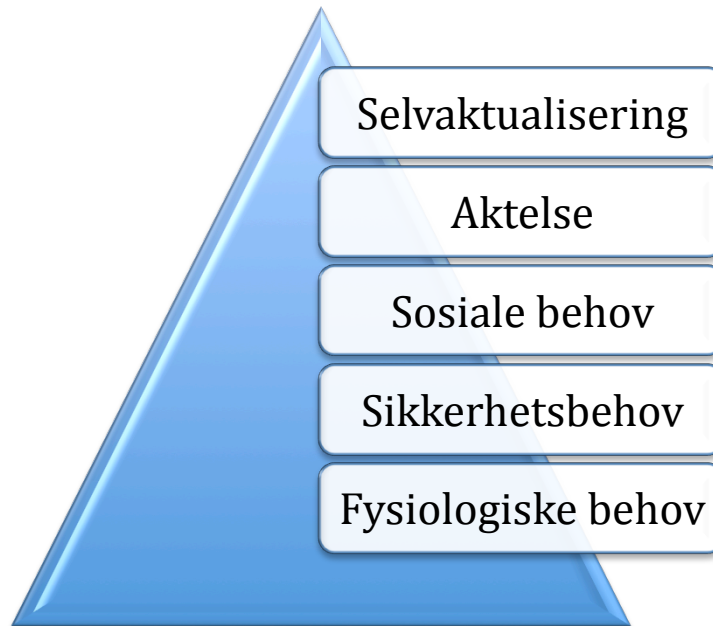 Selvaktualisering
Aktelse
Sosiale behov
Sikkerhetsbehov
Fysiologiske behov